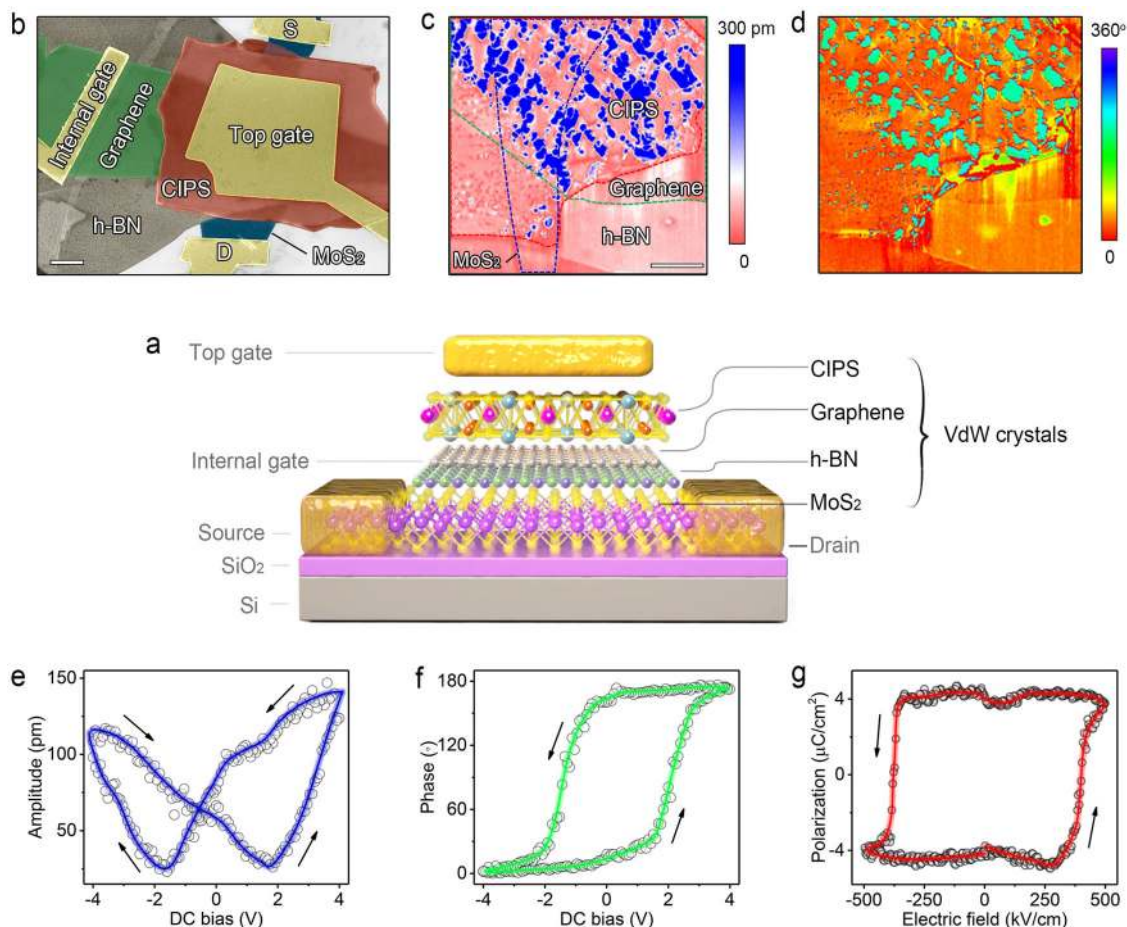 b
S
Internal gate
Graphene
Top gate
CIPS
h-BN
D
MoS₂
c
300 pm
CIPS
Graphene
h-BN
MoS₂
0
d
360°
0
a
Top gate
CIPS
Graphene
VdW crystals
Internal gate
h-BN
MoS₂
Source
Drain
SiO₂
Si
e
150
100
50
Amplitude (pm)
-4
-2
0
2
4
DC bias (V)
f
180
120
60
0
Phase (°)
-4
-2
0
2
4
DC bias (V)
g
4
0
-4
Polarization (μC/cm²)
-500
-250
0
250
500
Electric field (kV/cm)